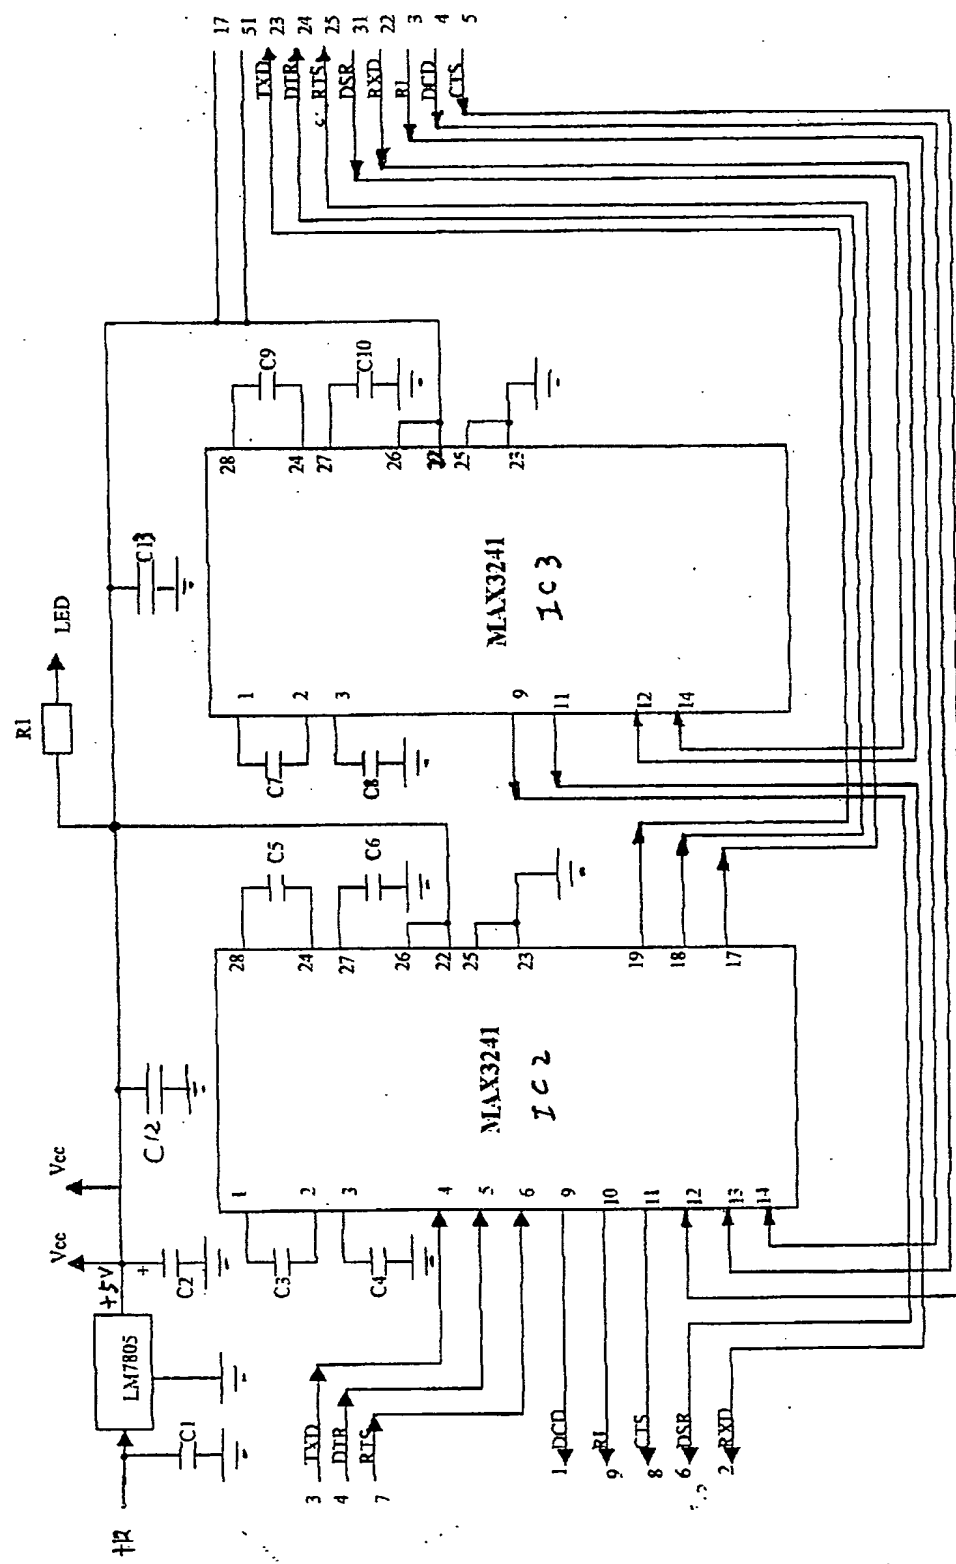 +12
LM7805
+5V
Vcc
Vcc
C1
+
C2
C12
R1
LED
C13
1
2
3
4
5
6
9
10
11
12
13
14
C3
C4
MAX3241
IC2
28
24
27
26
22
25
23
19
18
17
C5
C6
1
2
3
9
11
12
14
C7
C8
MAX3241
IC3
28
24
27
26
22
25
23
C9
C10
3 TXD
4 DTR
7 RTS
1 DCD
9 RI
8 CTS
6 DSR
2 RXD
17
51
TXD 23
DTR 24
RTS 25
DSR 31
RXD 22
RI 3
DCD 4
CTS 5